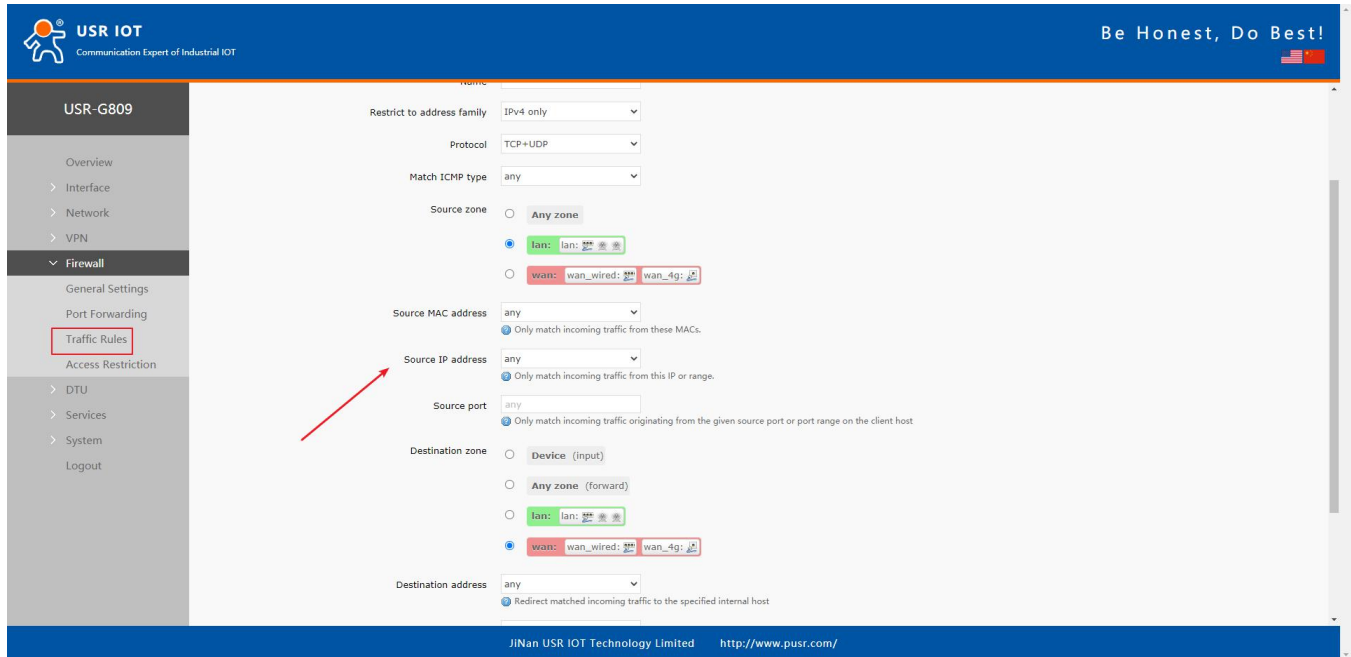 USR IOT
Communication Expert of Industrial IOT
Be Honest, Do Best!
USR-G809
Overview
Interface
Network
VPN
Firewall
General Settings
Port Forwarding
Traffic Rules
Access Restriction
DTU
Services
System
Logout
Name
Restrict to address family IPv4 only
Protocol TCP+UDP
Match ICMP type any
Source zone Any zone
lan: lan:
wan: wan_wired: wan_4g:
Source MAC address any
Only match incoming traffic from these MACs.
Source IP address any
Only match incoming traffic from this IP or range.
Source port any
Only match incoming traffic originating from the given source port or port range on the client host
Destination zone Device (input)
Any zone (forward)
lan: lan:
wan: wan_wired: wan_4g:
Destination address any
Redirect matched incoming traffic to the specified internal host
JiNan USR IOT Technology Limited http://www.pusr.com/